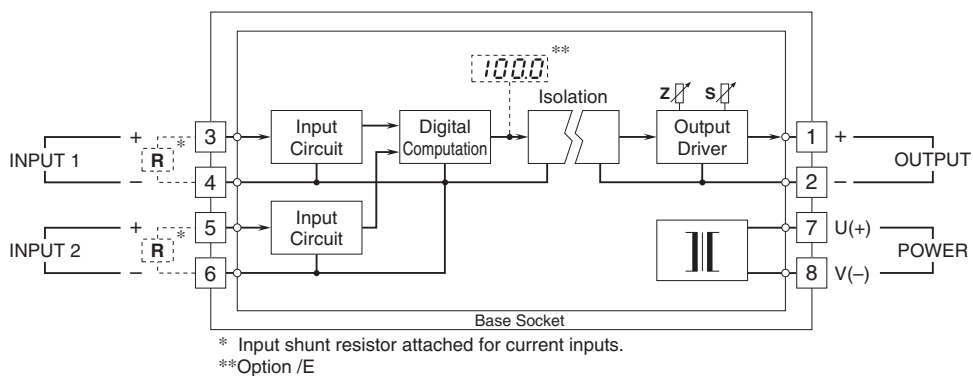 100.0 **
Isolation
Z S
Input Circuit
Digital Computation
Output Driver
INPUT 1 + – R * 3 4
1 + 2 – OUTPUT
INPUT 2 + – R * 5 6
Input Circuit
7 U(+) 8 V(–) POWER
Base Socket
* Input shunt resistor attached for current inputs.
**Option /E